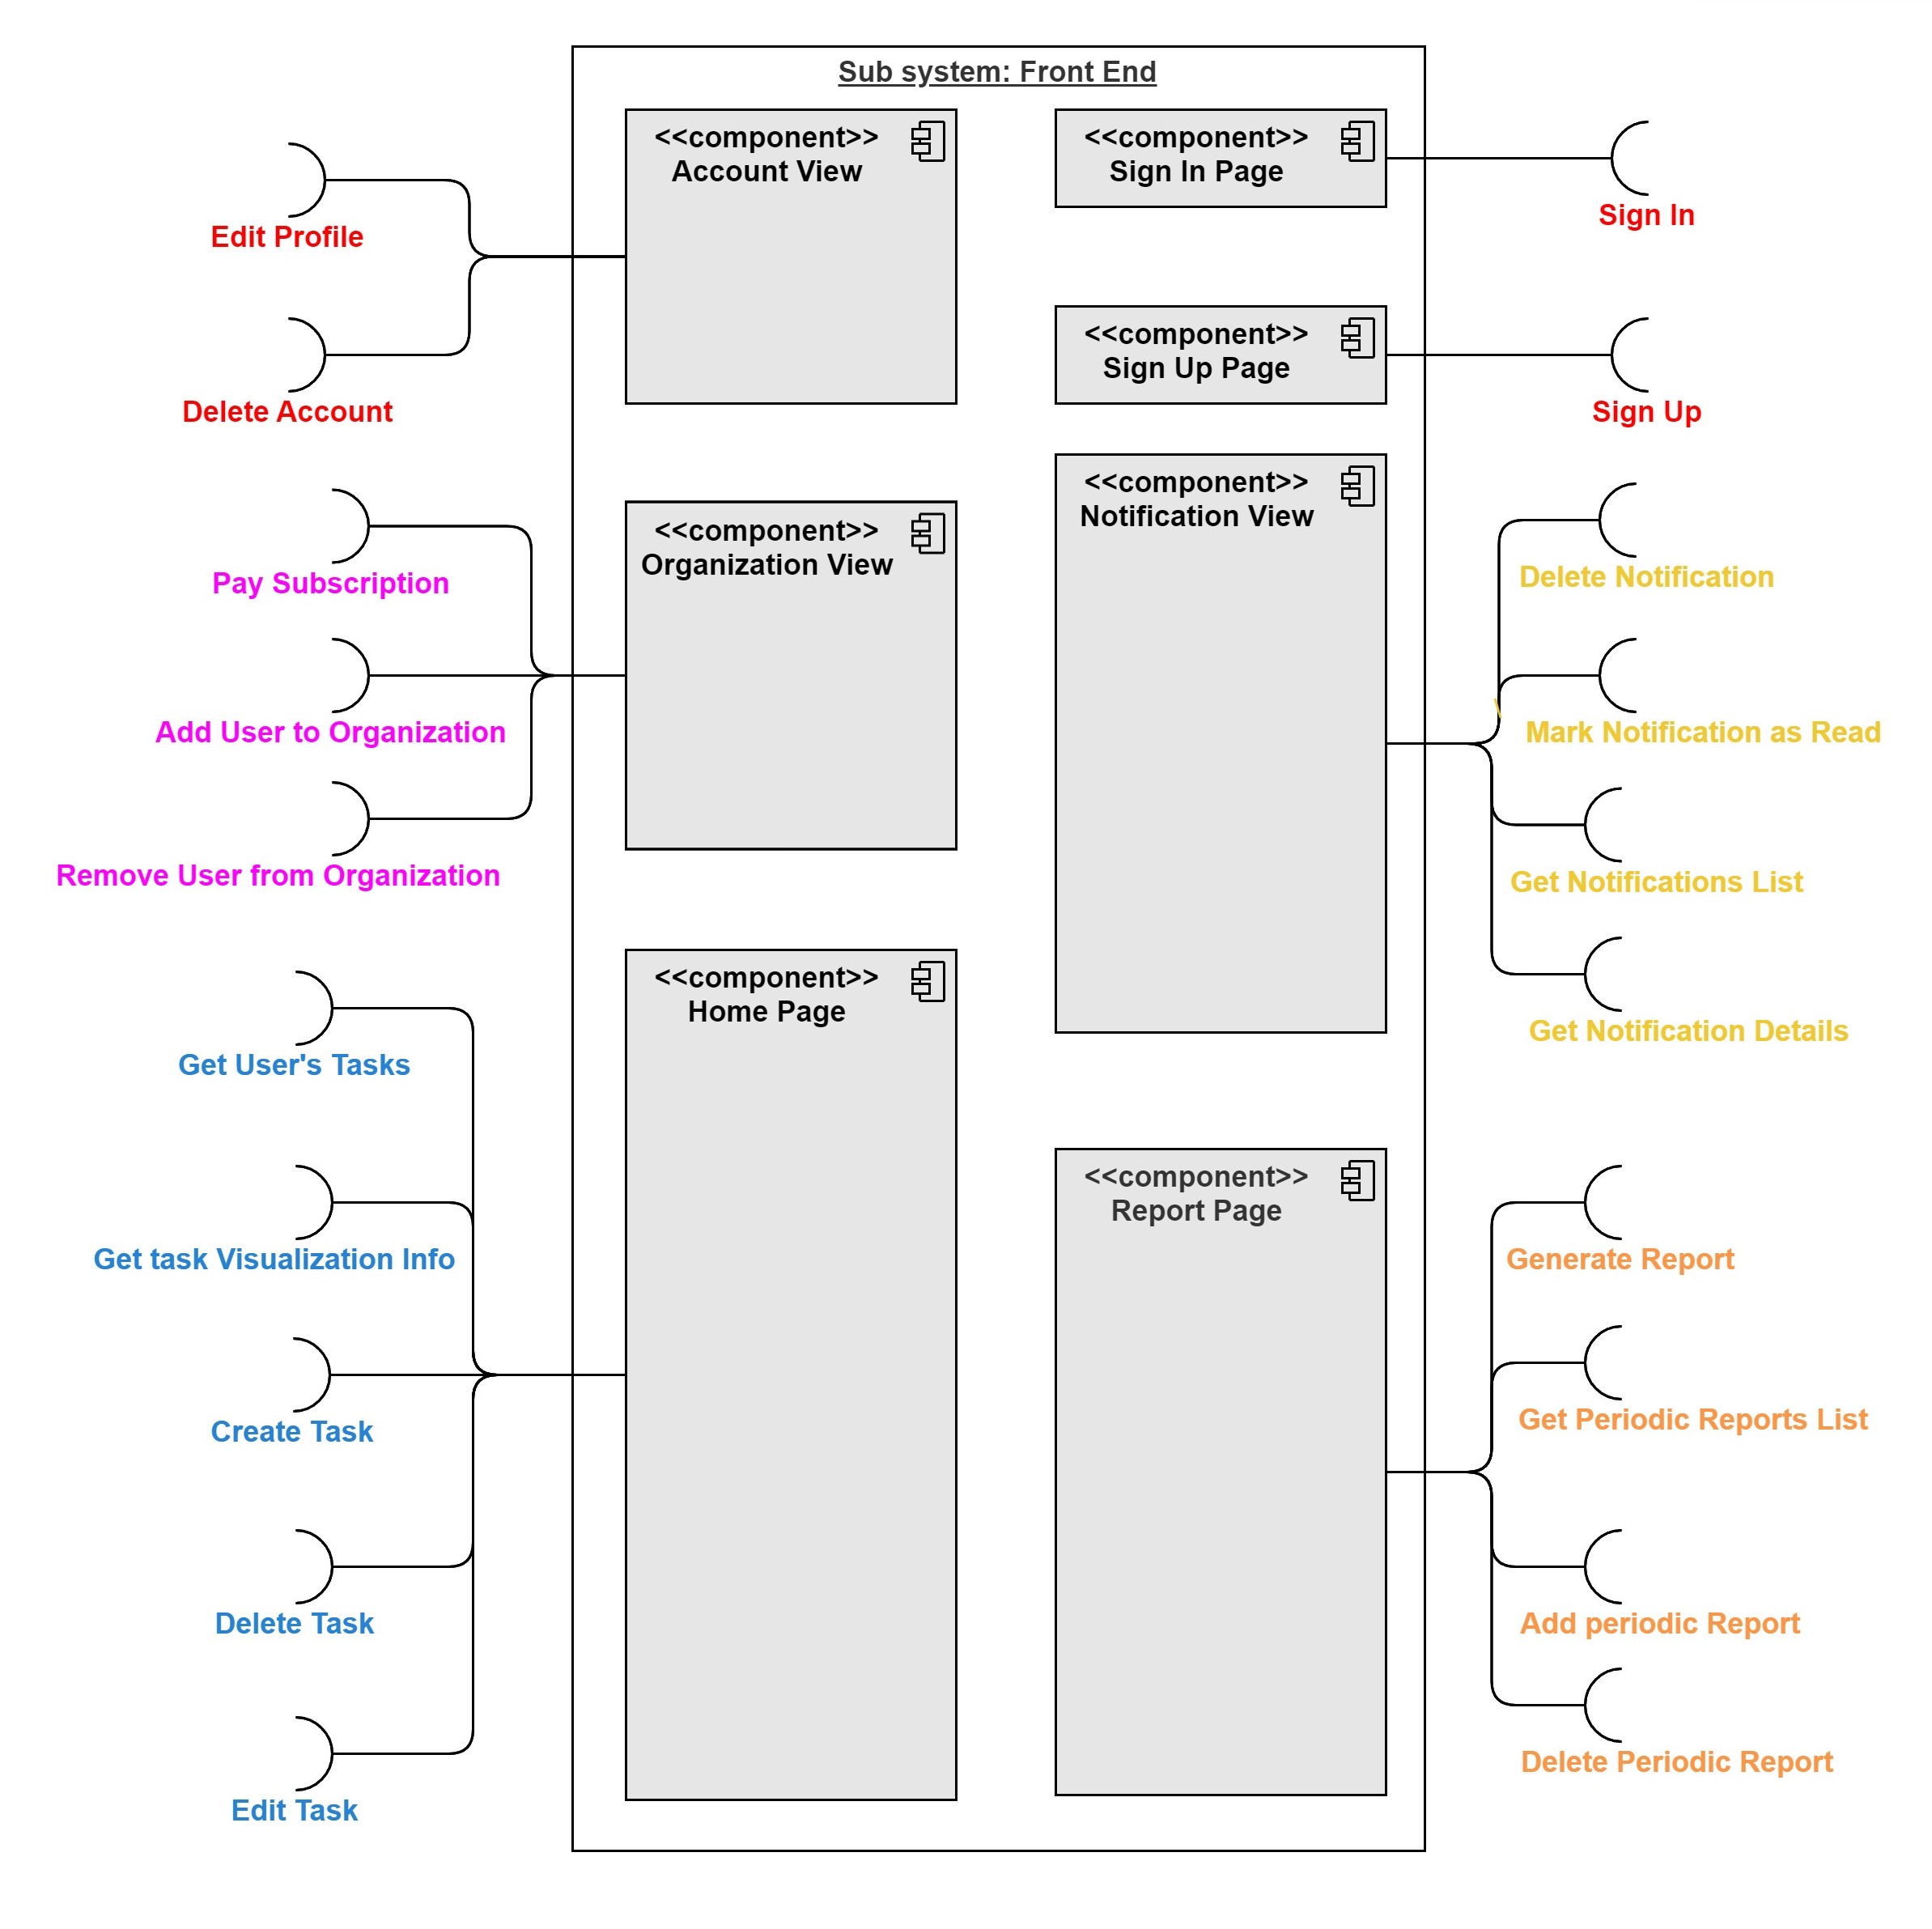 Sub system: Front End
<<component>>
Account View
<<component>>
Sign In Page
Edit Profile
Sign In
<<component>>
Sign Up Page
Delete Account
Sign Up
<<component>>
Organization View
<<component>>
Notification View
Pay Subscription
Delete Notification
Add User to Organization
Mark Notification as Read
Remove User from Organization
Get Notifications List
<<component>>
Home Page
Get User's Tasks
Get Notification Details
<<component>>
Report Page
Get task Visualization Info
Generate Report
Create Task
Get Periodic Reports List
Delete Task
Add periodic Report
Edit Task
Delete Periodic Report